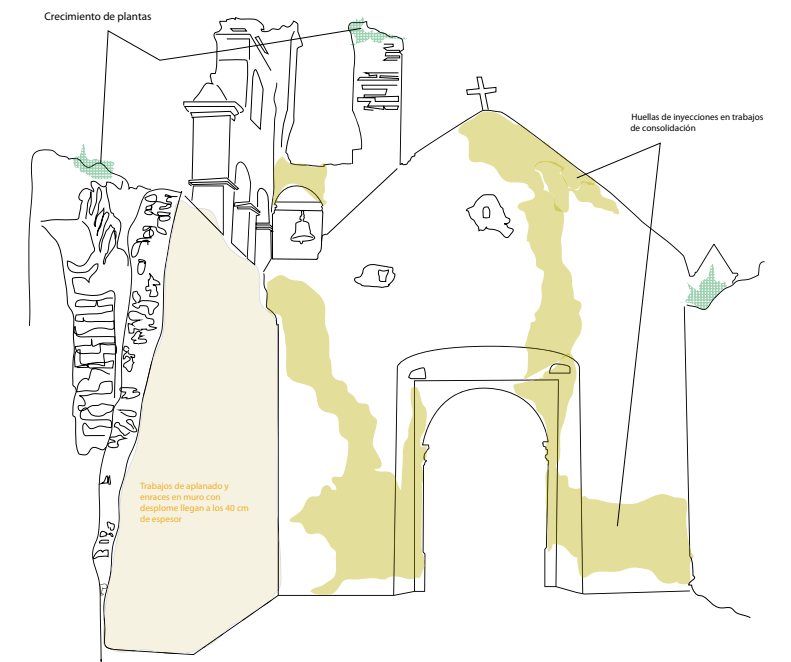 Crecimiento de plantas
Huellas de inyecciones en trabajos
de consolidación
Trabajos de aplanado y
enraces en muro con
desplome llegan a los 40 cm
de espesor